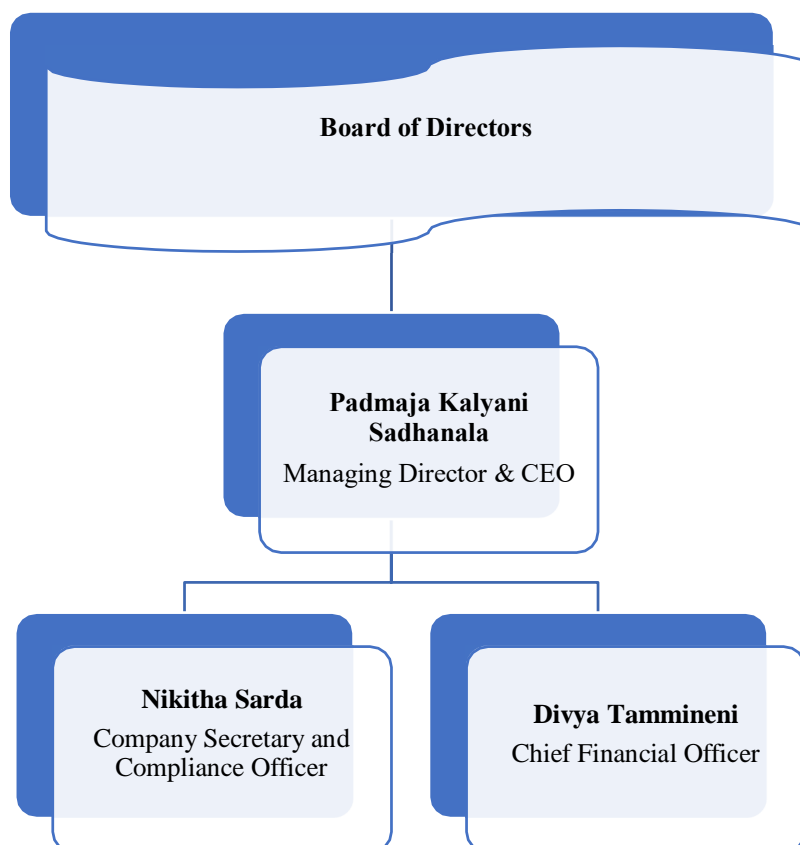 Board of Directors
Padmaja Kalyani
Sadhanala
Managing Director & CEO
Nikitha Sarda
Company Secretary and
Compliance Officer
Divya Tammineni
Chief Financial Officer